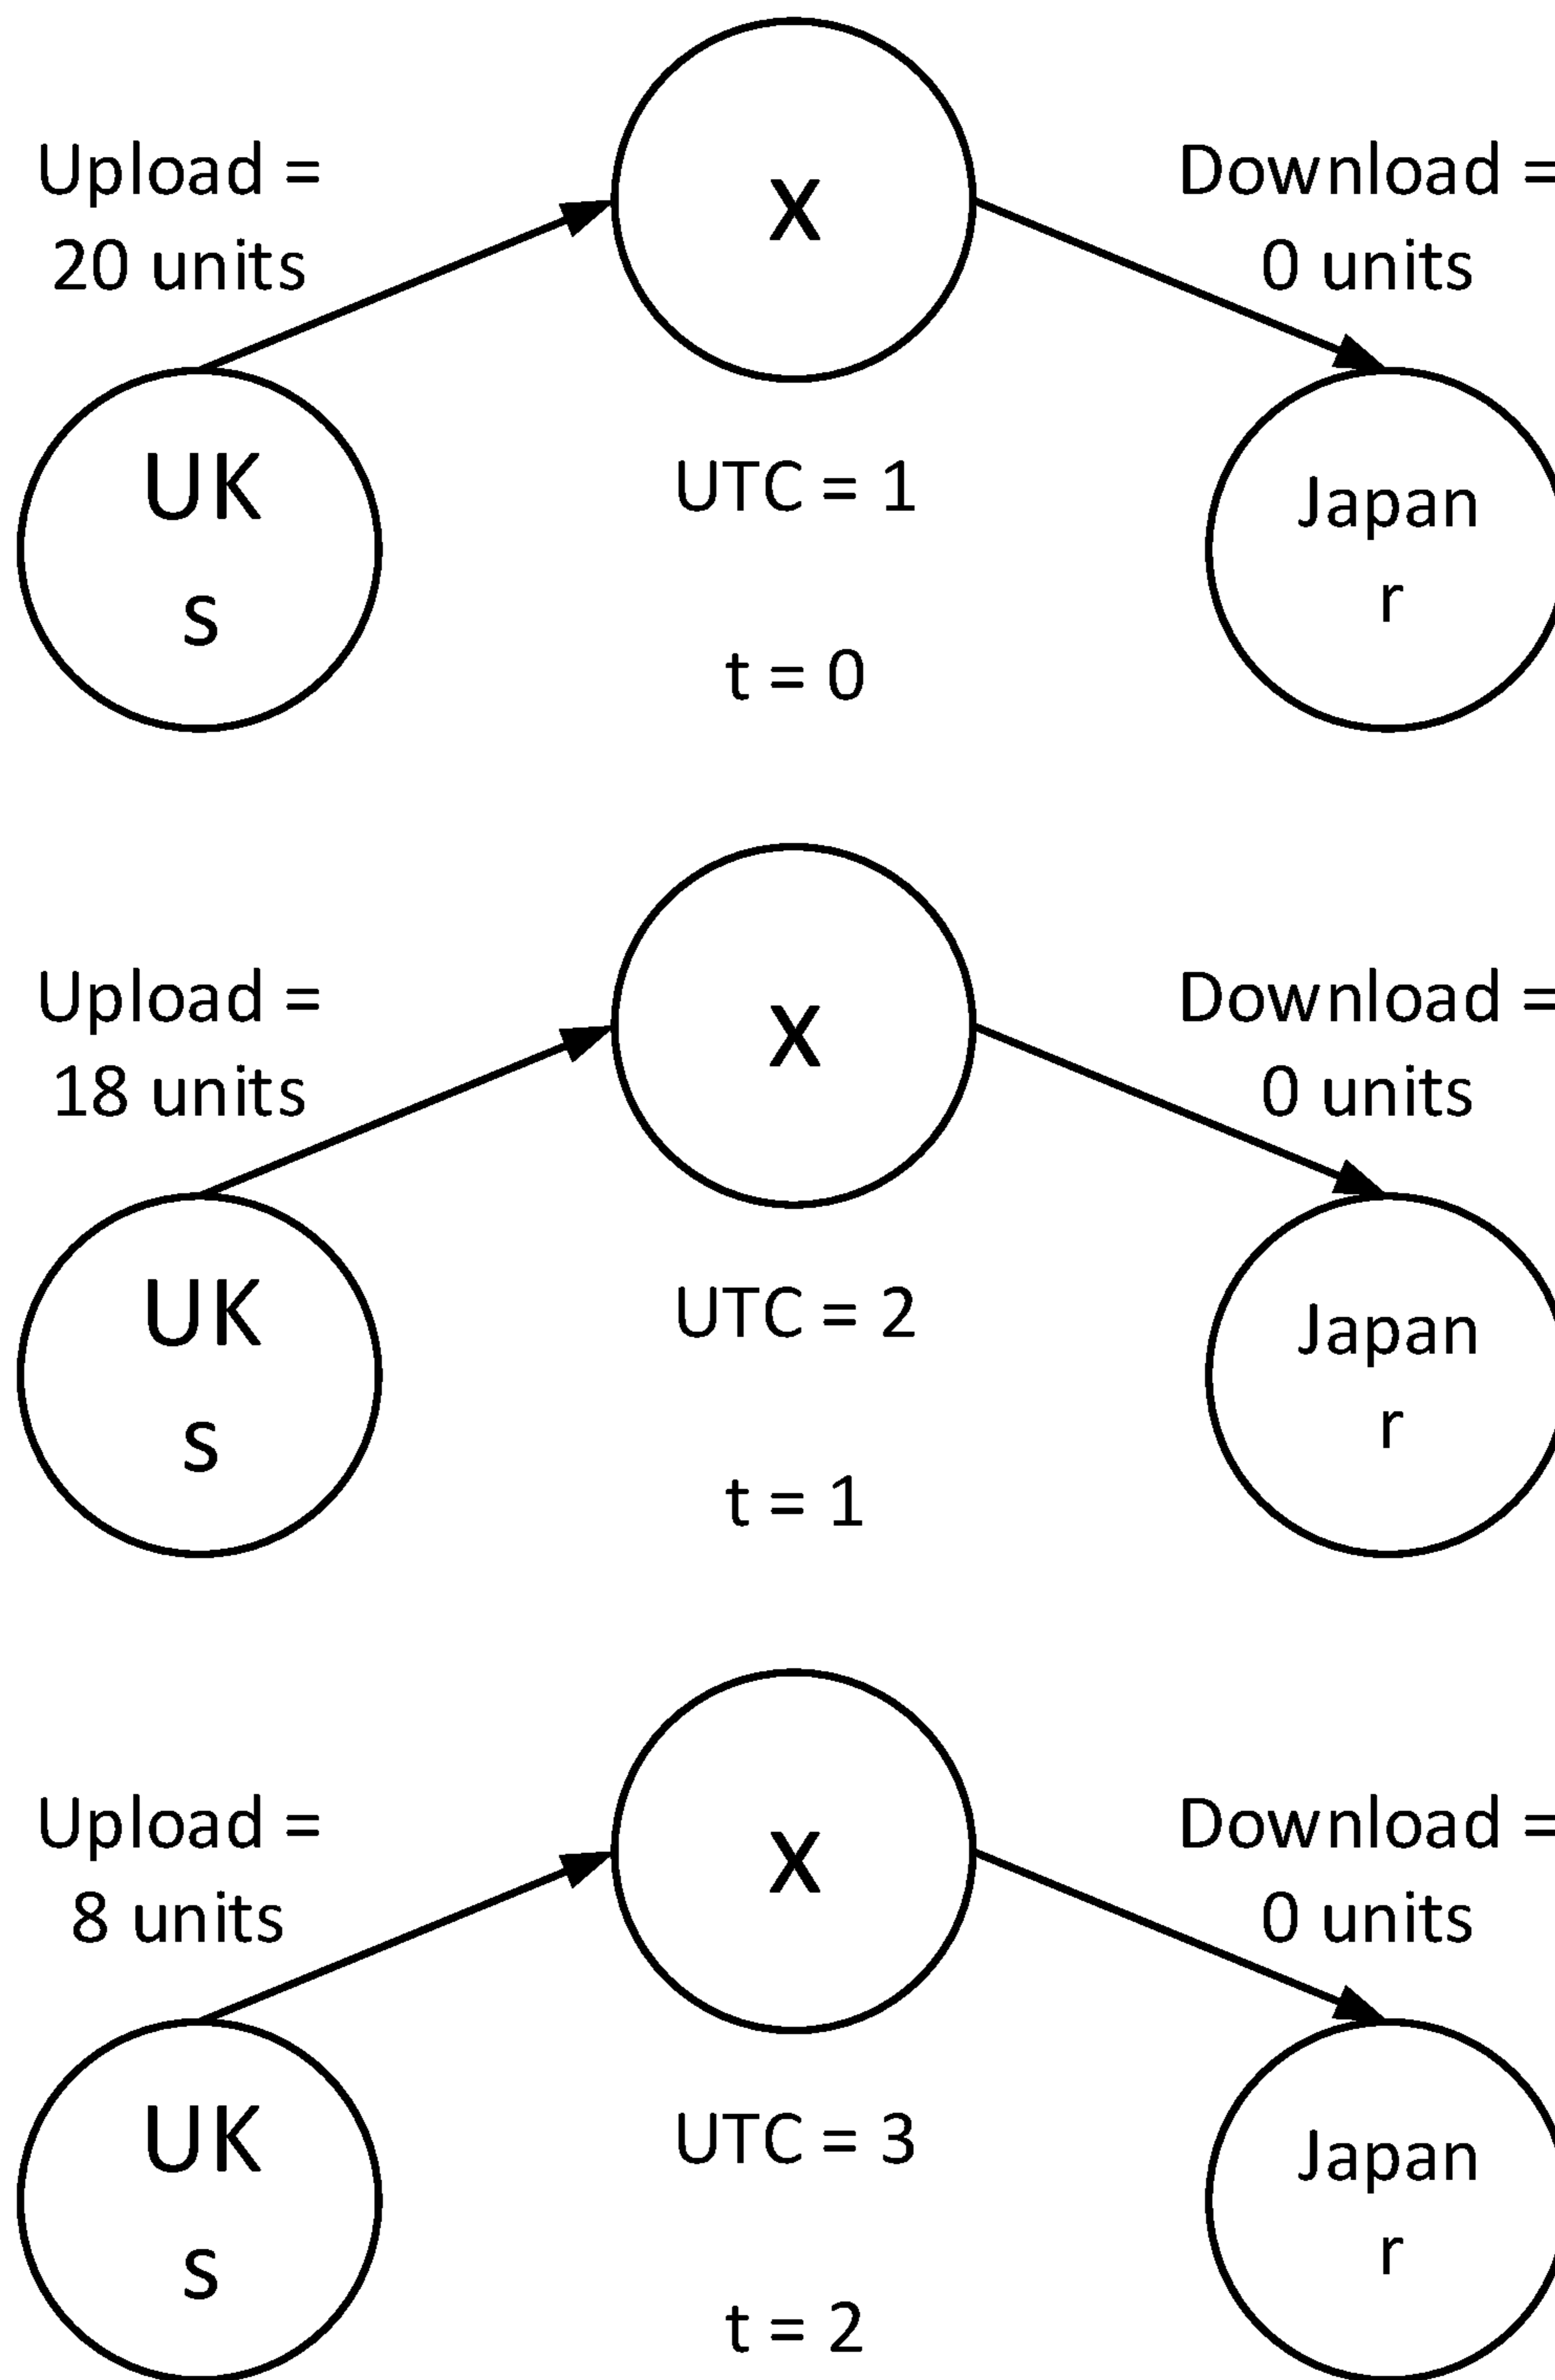 Upload =
20 units
X
Download =
0 units
UK
s
UTC = 1
Japan
r
t = 0
Upload =
18 units
X
Download =
0 units
UK
s
UTC = 2
Japan
r
t = 1
Upload =
8 units
X
Download =
0 units
UK
s
UTC = 3
Japan
r
t = 2